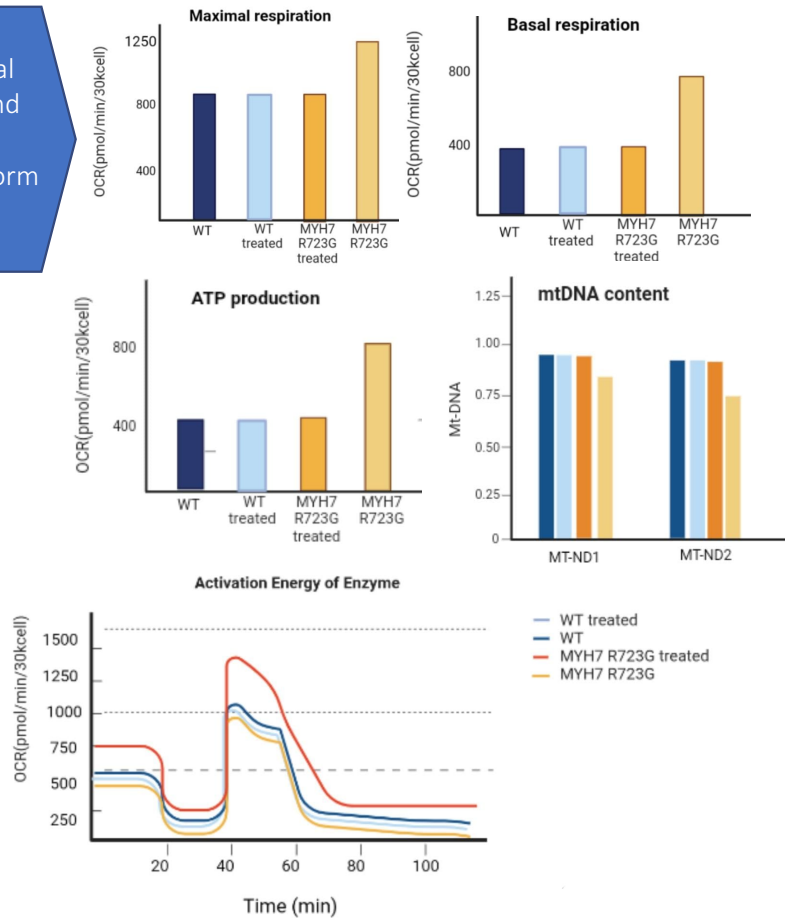 al
nd
orm
Maximal respiration
OCR(pmol/min/30kcell)
1250
800
400
WT
WT
treated
MYH7
R723G
treated
MYH7
R723G
Basal respiration
OCR(pmol/min/30kcell)
800
400
WT
WT
treated
MYH7
R723G
treated
MYH7
R723G
ATP production
OCR(pmol/min/30kcell)
800
400
WT
WT
treated
MYH7
R723G
treated
MYH7
R723G
mtDNA content
Mt-DNA
1.25
1.00
0.75
0.50
0.25
0
MT-ND1
MT-ND2
Activation Energy of Enzyme
OCR(pmol/min/30kcell)
1500
1250
1000
750
500
250
20
40
60
80
100
Time (min)
WT treated
WT
MYH7 R723G treated
MYH7 R723G